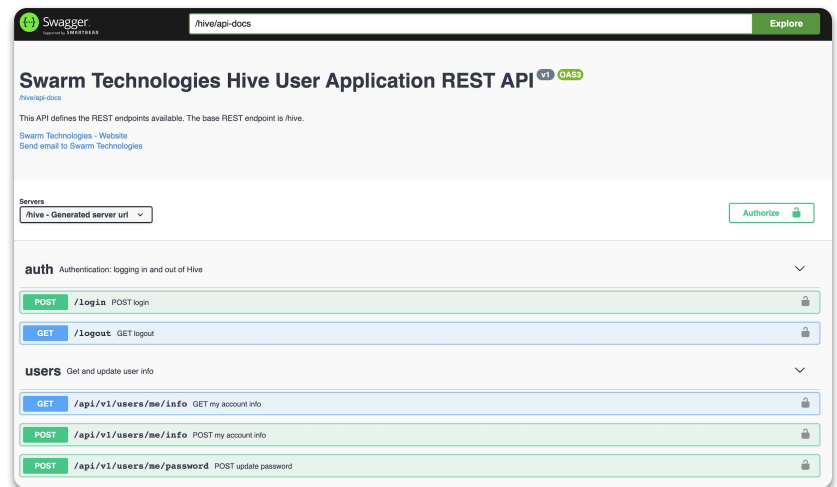 {···} Swagger.
Supported by SMARTBEAR
/hive/api-docs
Explore
Swarm Technologies Hive User Application REST API v1 OAS3
/hive/api-docs
This API defines the REST endpoints available. The base REST endpoint is /hive.
Swarm Technologies - Website
Send email to Swarm Technologies
Servers
/hive - Generated server url
Authorize
auth Authentication: logging in and out of Hive
POST /login POST login
GET /logout GET logout
users Get and update user info
GET /api/v1/users/me/info GET my account info
POST /api/v1/users/me/info POST my account info
POST /api/v1/users/me/password POST update password